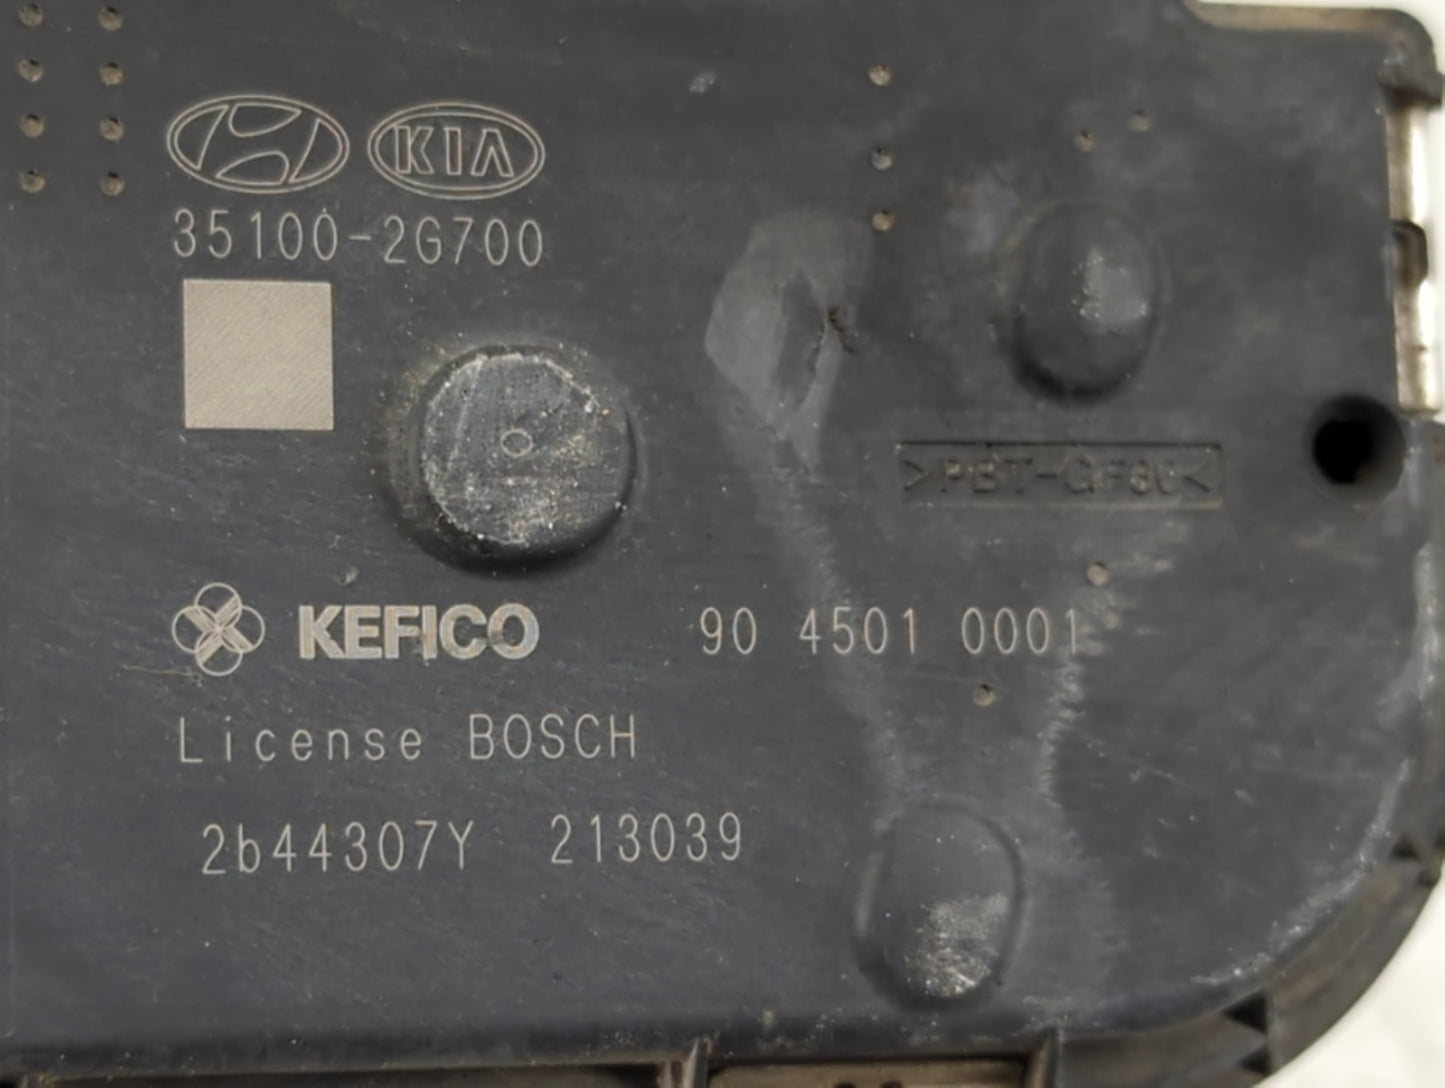 KIA
35100-2G700
>PBT-GF30<
KEFICO 90 4501 0001
License BOSCH
2b44307Y 213039